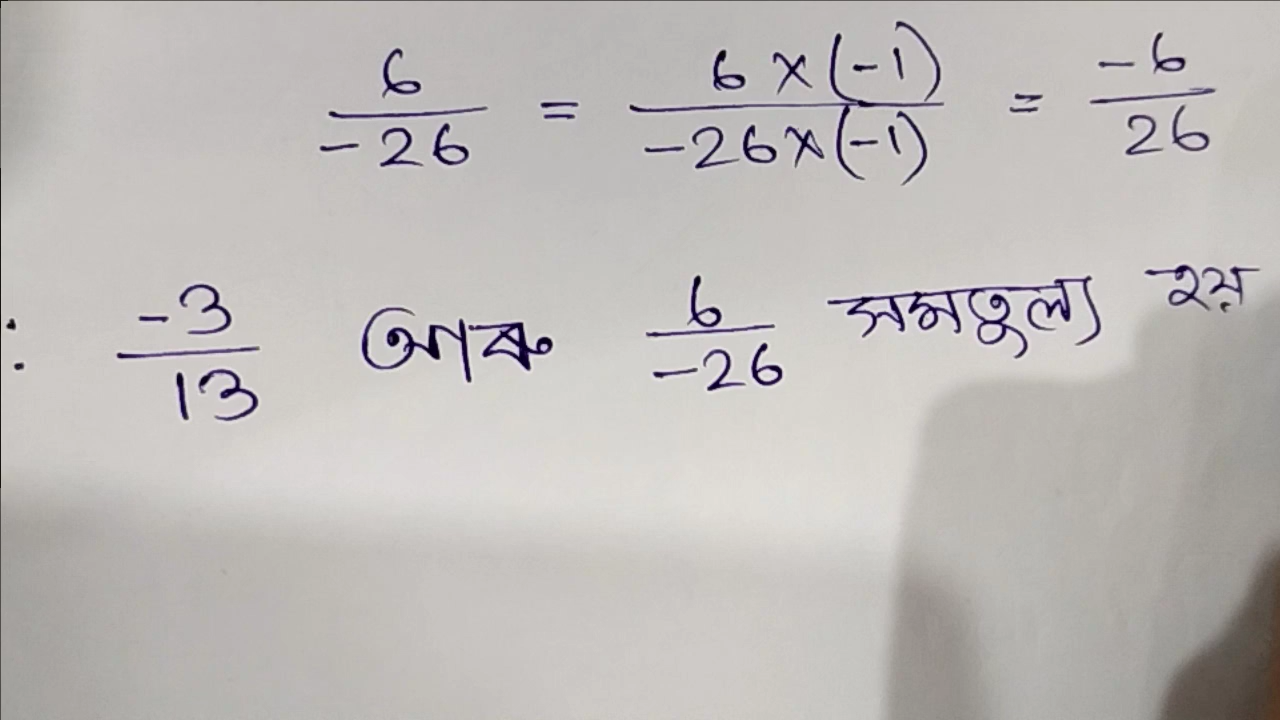 6/-26 = 6×(-1)/-26×(-1) = -6/26
: -3/13 আৰু 6/-26 সমতুল্য হয়